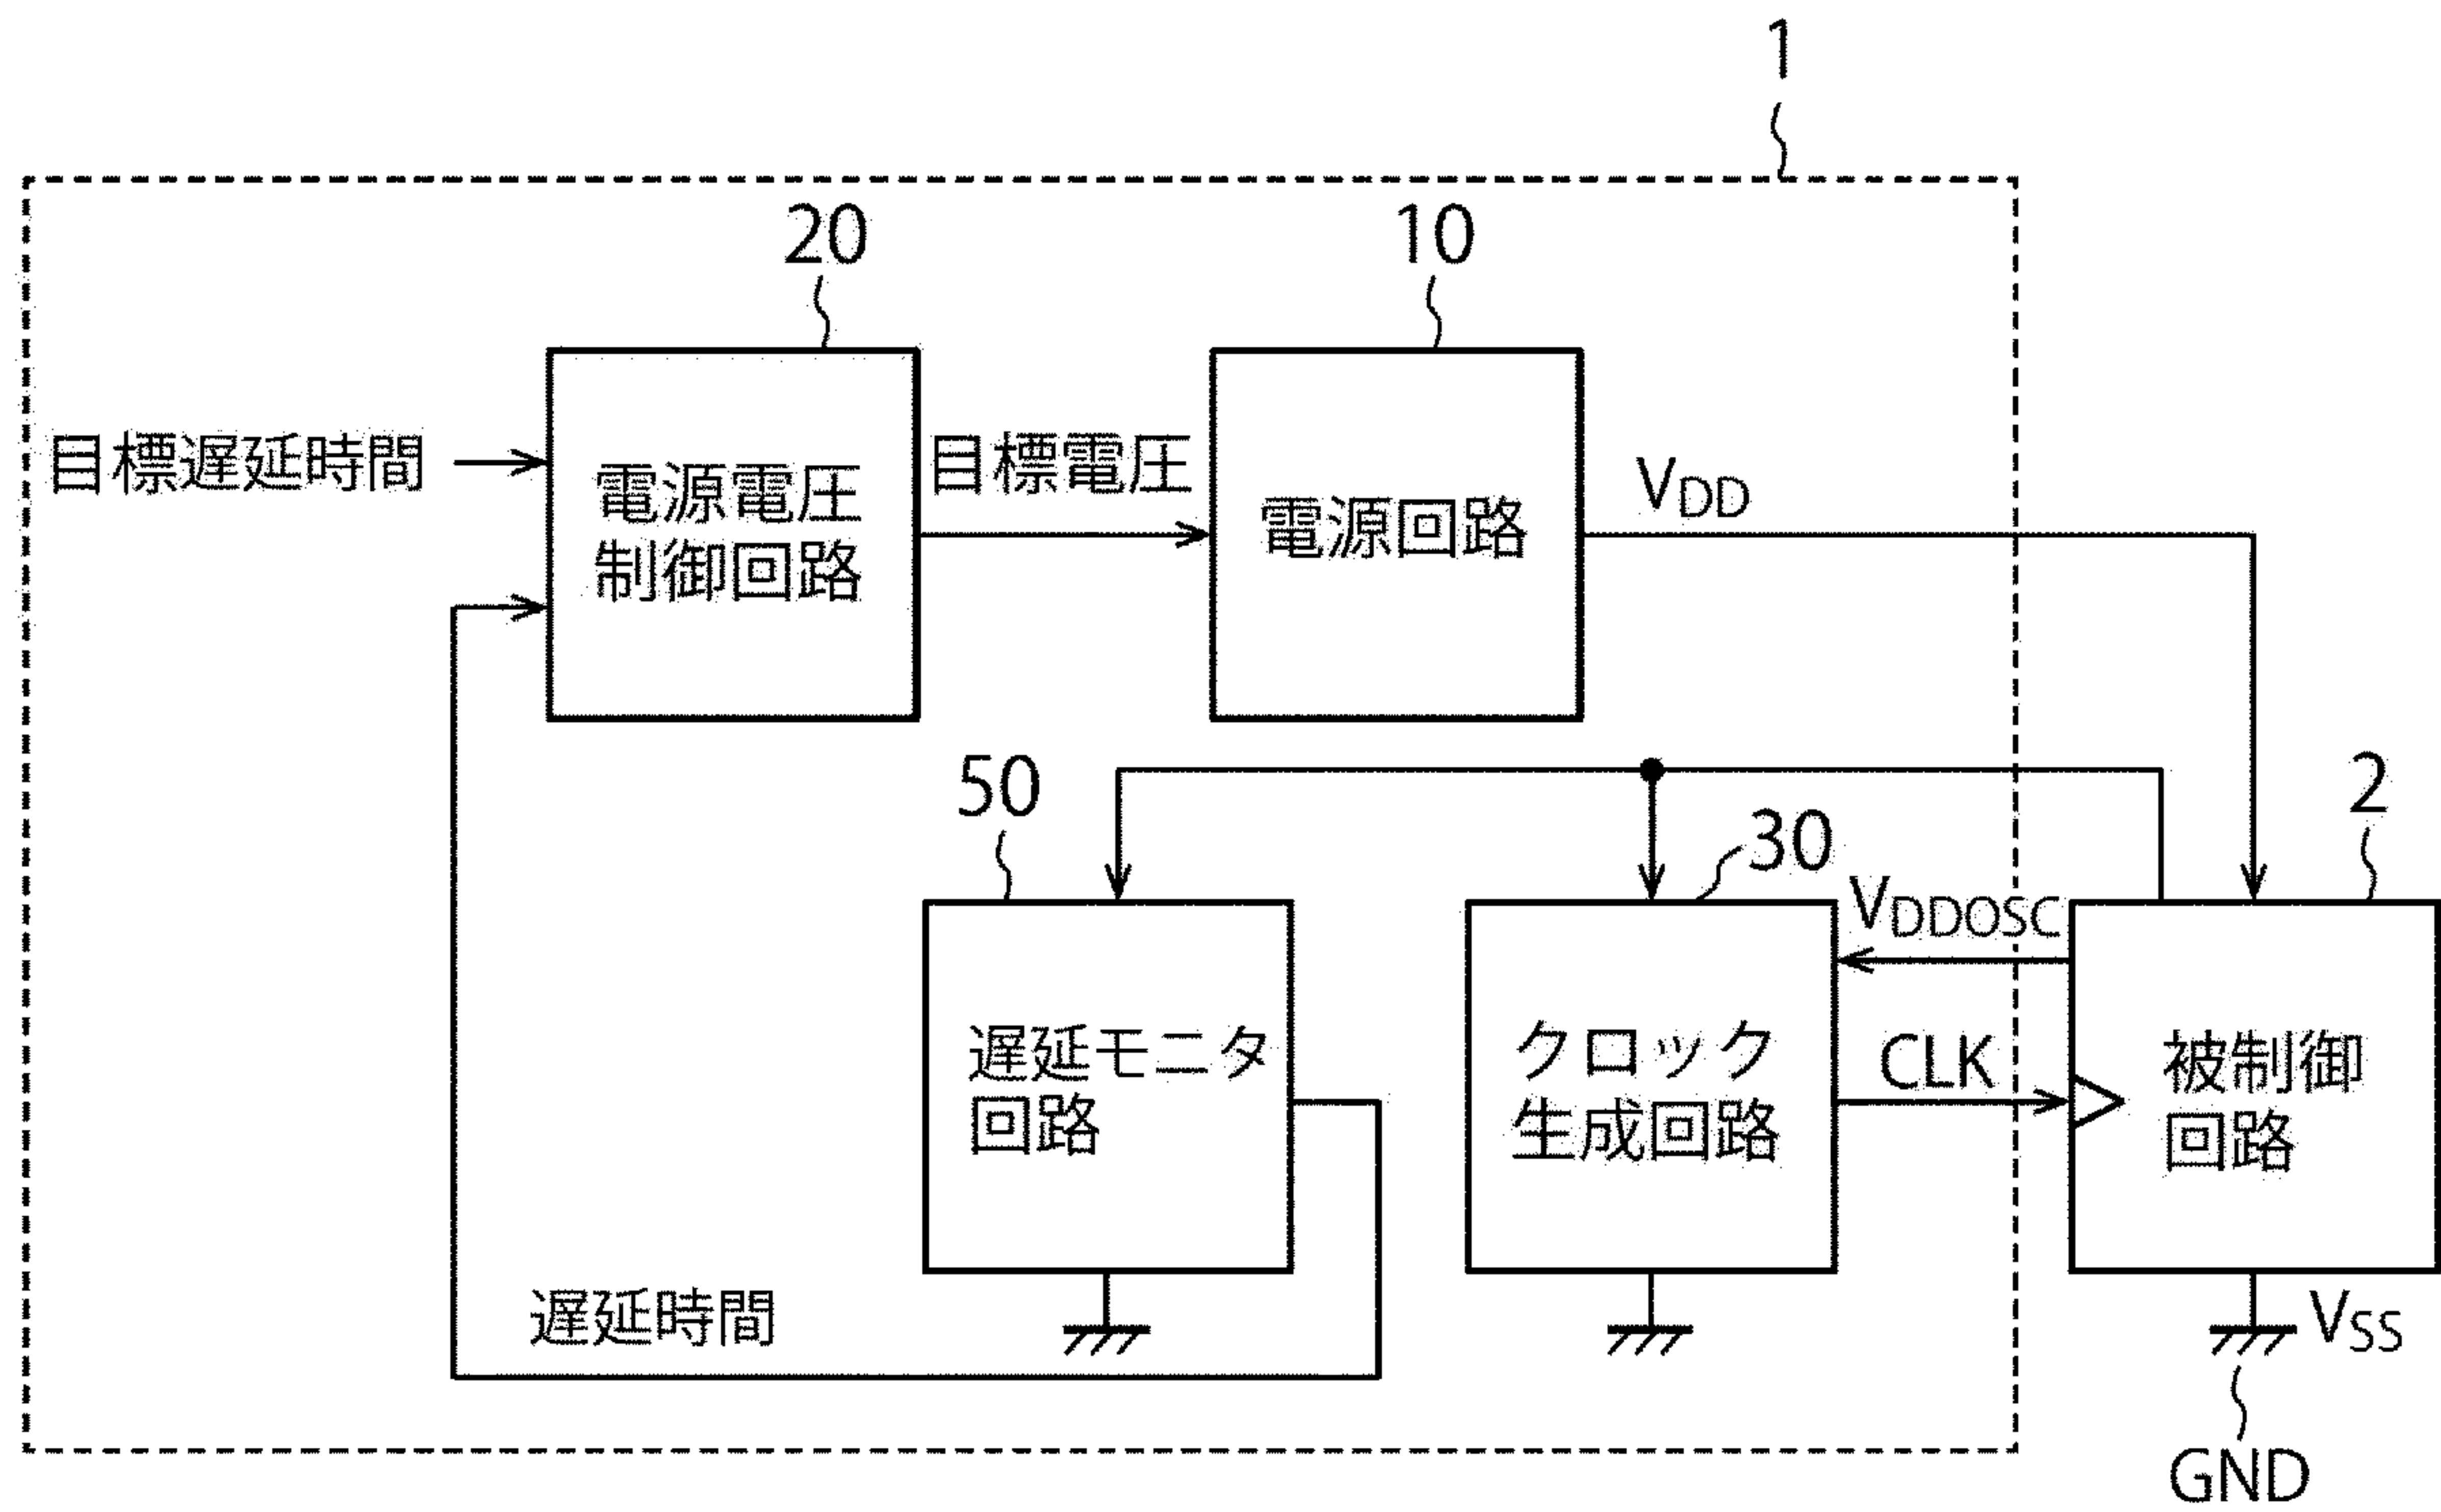 1
20
10
目標遅延時間
電源電圧
制御回路
目標電圧
電源回路
VDD
50
30
2
VDDOSC
遅延モニタ
回路
クロック
生成回路
CLK
被制御
回路
遅延時間
VSS
GND